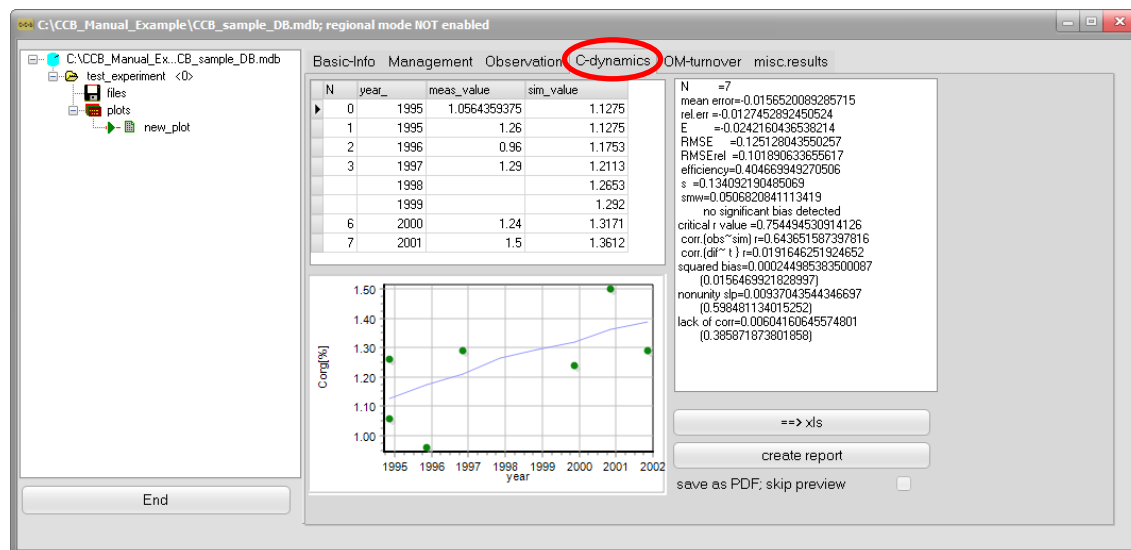 C:\CCB_Manual_Example\CCB_sample_DB.mdb; regional mode NOT enabled
C:\CCB_Manual_Ex...CB_sample_DB.mdb
test_experiment <0>
files
plots
new_plot
End
Basic-Info Management Observation C-dynamics OM-turnover misc.results
N year_ meas_value sim_value
0 1995 1.0564359375 1.1275
1 1995 1.26 1.1275
2 1996 0.96 1.1753
3 1997 1.29 1.2113
1998 1.2653
1999 1.292
6 2000 1.24 1.3171
7 2001 1.5 1.3612
1.50
1.40
1.30
1.20
1.10
1.00
Corg[%]
1995 1996 1997 1998 1999 2000 2001 2002
year
N =7
mean error=-0.0156520089285715
rel.err =-0.0127452892450524
E =-0.0242160436538214
RMSE =0.125128043550257
RMSErel =0.101890633655617
efficiency=0.404669949270506
s =0.134092190485069
smw=0.0506820841113419
no significant bias detected
critical r value =0.754494530914126
corr.(obs~sim) r=0.643651587397816
corr.(dif~ t } r=0.0191646251924652
squared bias=0.000244985383500087
(0.0156469921828997)
nonunity slp=0.00937043544346697
(0.598481134015252)
lack of corr=0.00604160645574801
(0.385871873801858)
==> xls
create report
save as PDF; skip preview